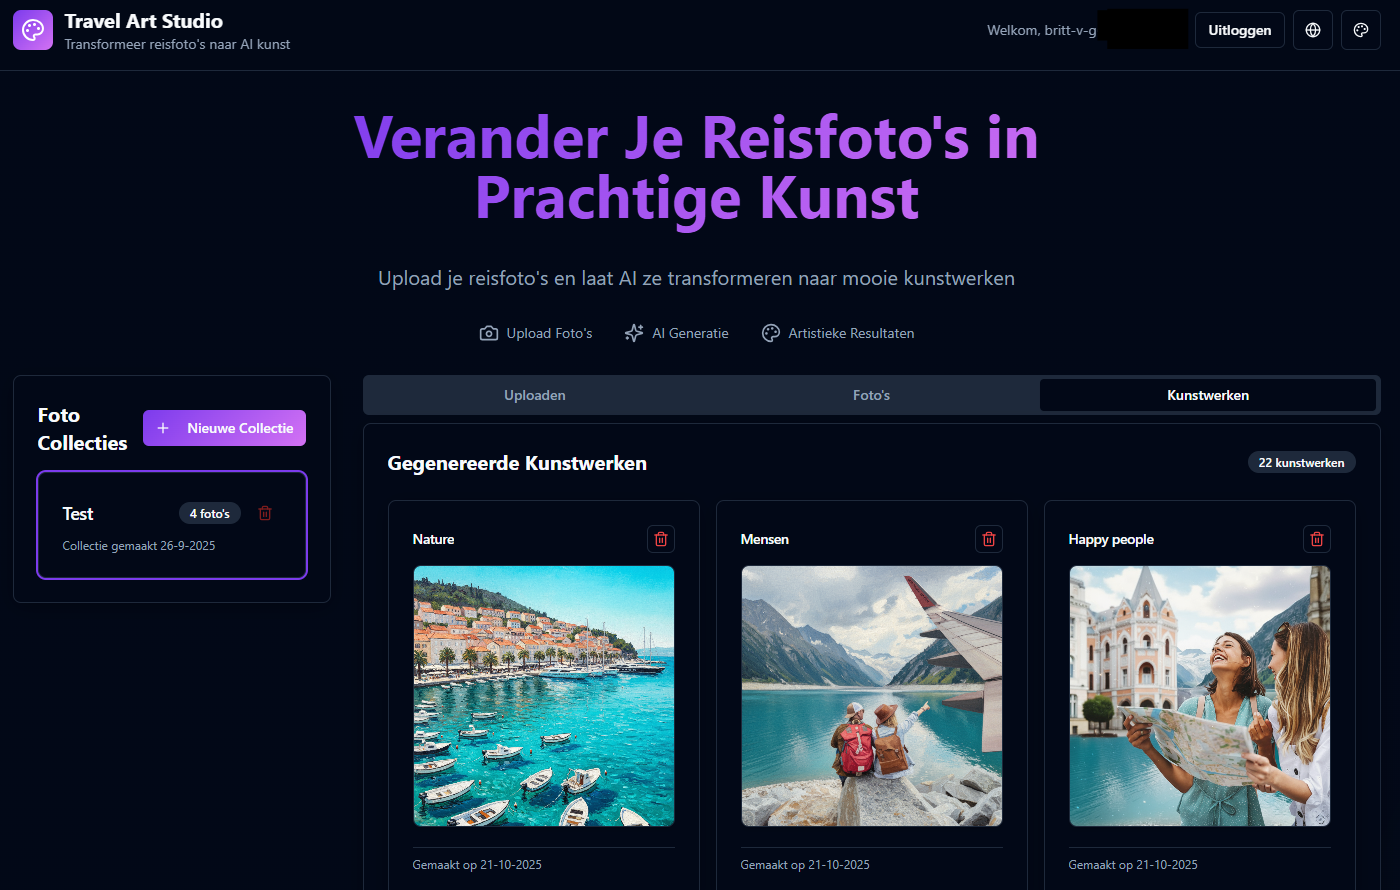 Travel Art Studio
Transformeer reisfoto's naar AI kunst
Welkom, britt-v-g
Uitloggen
Verander Je Reisfoto's in
Prachtige Kunst
Upload je reisfoto's en laat AI ze transformeren naar mooie kunstwerken
Upload Foto's
AI Generatie
Artistieke Resultaten
Foto
Collecties
Nieuwe Collectie
Test
4 foto's
Collectie gemaakt 26-9-2025
Uploaden
Foto's
Kunstwerken
Gegenereerde Kunstwerken
22 kunstwerken
Nature
Mensen
Happy people
Gemaakt op 21-10-2025
Gemaakt op 21-10-2025
Gemaakt op 21-10-2025